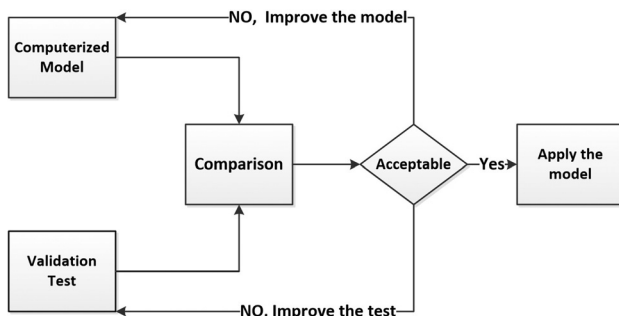 NO, Improve the model
Computerized
Model
Comparison
Acceptable
Yes
Apply the
model
Validation
Test
NO. Improve the test